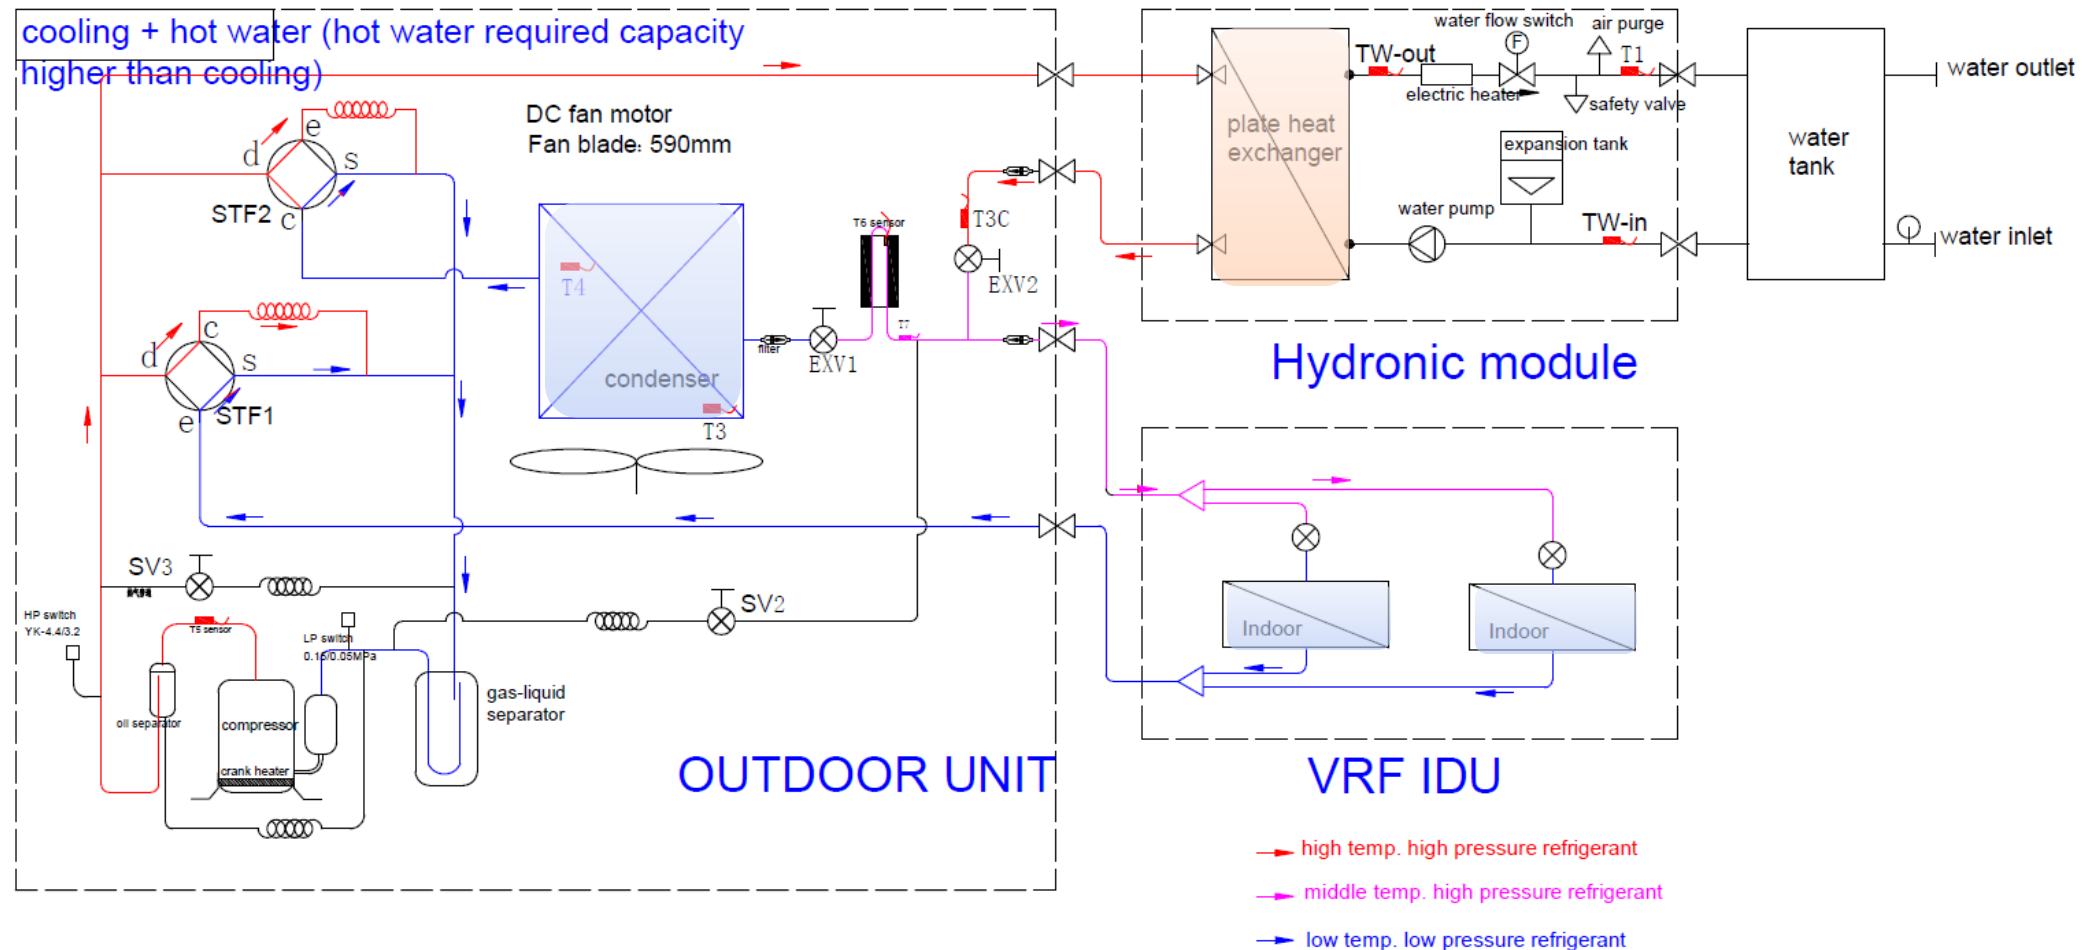 cooling + hot water (hot water required capacity
higher than cooling)
DC fan motor
Fan blade: 590mm
e
d
s
STF2
c
c
d
s
STF1
e
T4
condenser
T3
filter
EXV1
T6 sensor
T7
T3C
EXV2
SV3
HP switch
YK-4.4/3.2
T5 sensor
LP switch
0.15/0.05MPa
SV2
oil separator
compressor
crank heater
gas-liquid
separator
OUTDOOR UNIT
water flow switch
air purge
F
TW-out
T1
electric heater
safety valve
plate heat
exchanger
expansion tank
water pump
TW-in
water
tank
water outlet
water inlet
Hydronic module
Indoor
Indoor
VRF IDU
high temp. high pressure refrigerant
middle temp. high pressure refrigerant
low temp. low pressure refrigerant